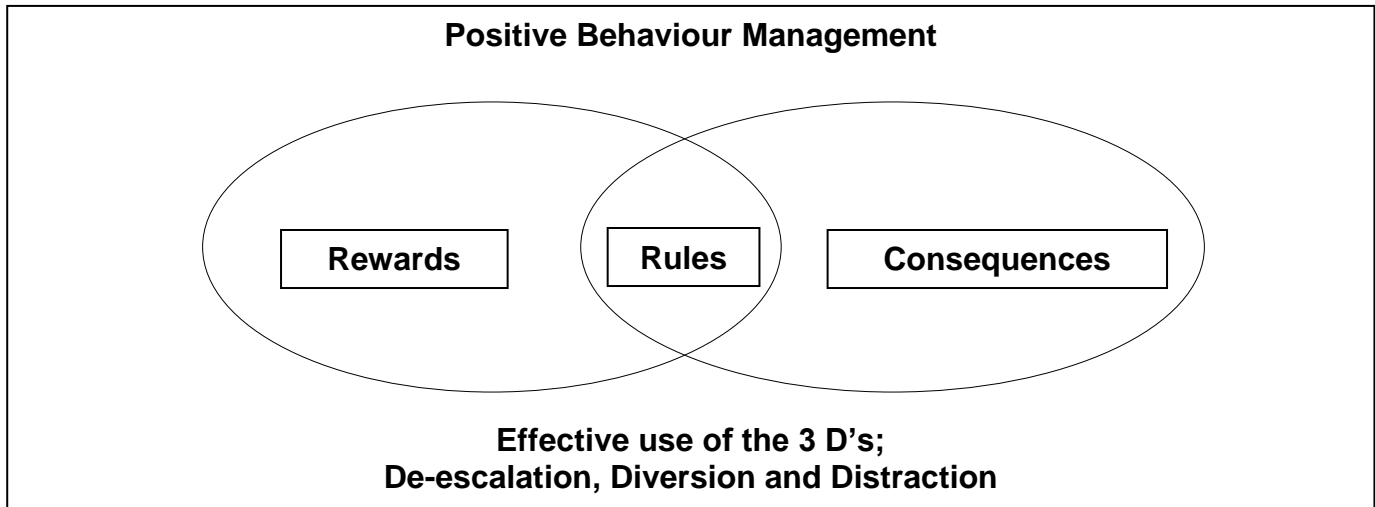 Positive Behaviour Management
Rewards
Rules
Consequences
Effective use of the 3 D’s;
De-escalation, Diversion and Distraction